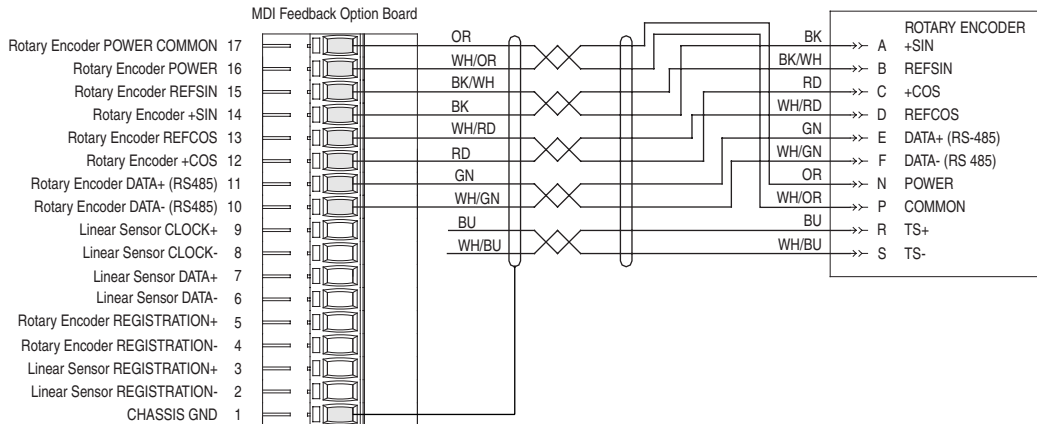 MDI Feedback Option Board
Rotary Encoder POWER COMMON 17
Rotary Encoder POWER 16
Rotary Encoder REFSIN 15
Rotary Encoder +SIN 14
Rotary Encoder REFCOS 13
Rotary Encoder +COS 12
Rotary Encoder DATA+ (RS485) 11
Rotary Encoder DATA- (RS485) 10
Linear Sensor CLOCK+ 9
Linear Sensor CLOCK- 8
Linear Sensor DATA+ 7
Linear Sensor DATA- 6
Rotary Encoder REGISTRATION+ 5
Rotary Encoder REGISTRATION- 4
Linear Sensor REGISTRATION+ 3
Linear Sensor REGISTRATION- 2
CHASSIS GND 1
OR
WH/OR
BK/WH
BK
WH/RD
RD
GN
WH/GN
BU
WH/BU
BK
BK/WH
RD
WH/RD
GN
WH/GN
OR
WH/OR
BU
WH/BU
ROTARY ENCODER
A +SIN
B REFSIN
C +COS
D REFCOS
E DATA+ (RS-485)
F DATA- (RS 485)
N POWER
P COMMON
R TS+
S TS-